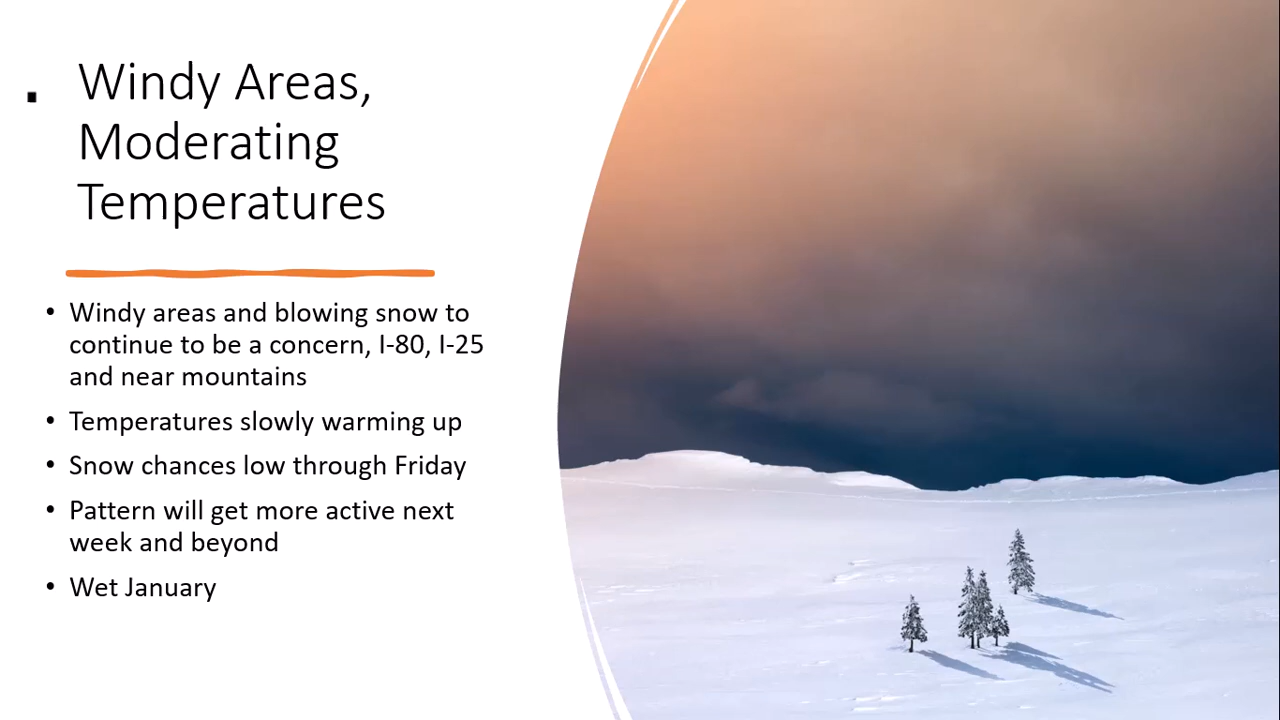 Windy Areas,
Moderating
Temperatures
• Windy areas and blowing snow to
continue to be a concern, I-80, I-25
and near mountains
• Temperatures slowly warming up
• Snow chances low through Friday
• Pattern will get more active next
week and beyond
• Wet January